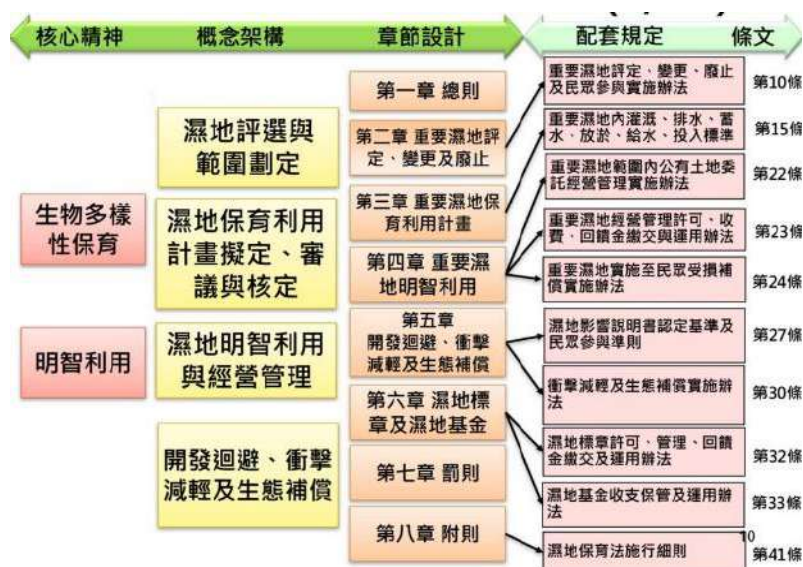 核心精神
概念架構
章節設計
配套規定
條文
生物多樣
性保育
明智利用
濕地評選與
範圍劃定
濕地保育利用
計畫擬定、審
議與核定
濕地明智利用
與經營管理
開發迴避、衝擊
減輕及生態補償
第一章 總則
第二章 重要濕地評
定、變更及廢止
第三章 重要濕地保
育利用計畫
第四章 重要濕
地明智利用
第五章
開發迴避、衝擊
減輕及生態補償
第六章 濕地標
章及濕地基金
第七章 罰則
第八章 附則
重要濕地評定、變更、廢止
及民眾參與實施辦法
第10條
重要濕地內灌溉、排水、蓄
水、放淤、給水、投入標準
第15條
重要濕地範圍內公有土地委
託經營管理實施辦法
第22條
重要濕地經營管理許可、收
費、回饋金繳交與運用辦法
第23條
重要濕地實施至民眾受損補
償實施辦法
第24條
濕地影響說明書認定基準及
民眾參與準則
第27條
衝擊減輕及生態補償實施辦
法
第30條
濕地標章許可、管理、回饋
金繳交及運用辦法
第32條
濕地基金收支保管及運用辦
法
第33條
10
濕地保育法施行細則
第41條